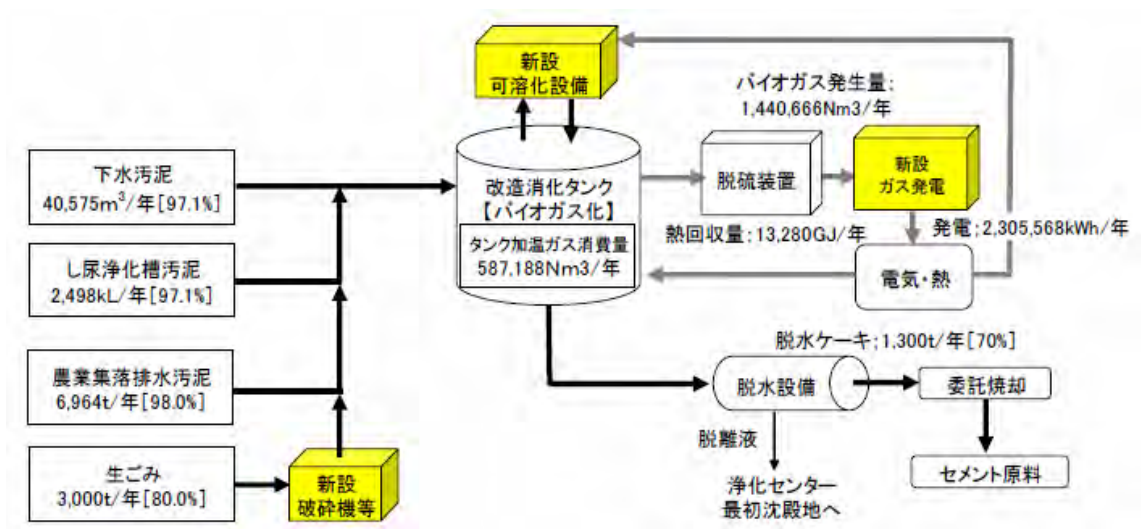 新設
可溶化設備
バイオガス発生量;
1,440,666Nm3/年
下水汚泥
40,575m³/年[97.1%]
改造消化タンク
【バイオガス化】
タンク加温ガス消費量
587,188Nm3/年
脱硫装置
新設
ガス発電
熱回収量:13,280GJ/年
発電;2,305,568kWh/年
電気・熱
し尿浄化槽汚泥
2,498kL/年[97.1%]
農業集落排水汚泥
6,964t/年[98.0%]
生ごみ
3,000t/年[80.0%]
新設
破砕機等
脱水ケーキ;1,300t/年[70%]
脱水設備
委託焼却
脱離液
浄化センター
最初沈殿地へ
セメント原料